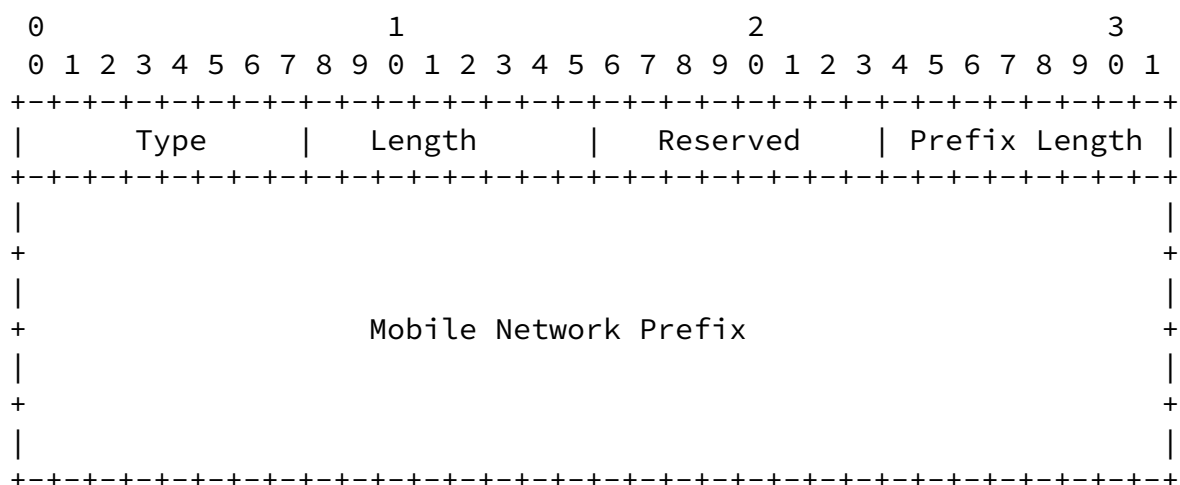 0                   1                   2                   3
 0 1 2 3 4 5 6 7 8 9 0 1 2 3 4 5 6 7 8 9 0 1 2 3 4 5 6 7 8 9 0 1
+-+-+-+-+-+-+-+-+-+-+-+-+-+-+-+-+-+-+-+-+-+-+-+-+-+-+-+-+-+-+-+-+
|      Type     |   Length      |   Reserved    | Prefix Length |
+-+-+-+-+-+-+-+-+-+-+-+-+-+-+-+-+-+-+-+-+-+-+-+-+-+-+-+-+-+-+-+-+
|                                                               |
+                                                               +
|                                                               |
+                   Mobile Network Prefix                       +
|                                                               |
+                                                               +
|                                                               |
+-+-+-+-+-+-+-+-+-+-+-+-+-+-+-+-+-+-+-+-+-+-+-+-+-+-+-+-+-+-+-+-+